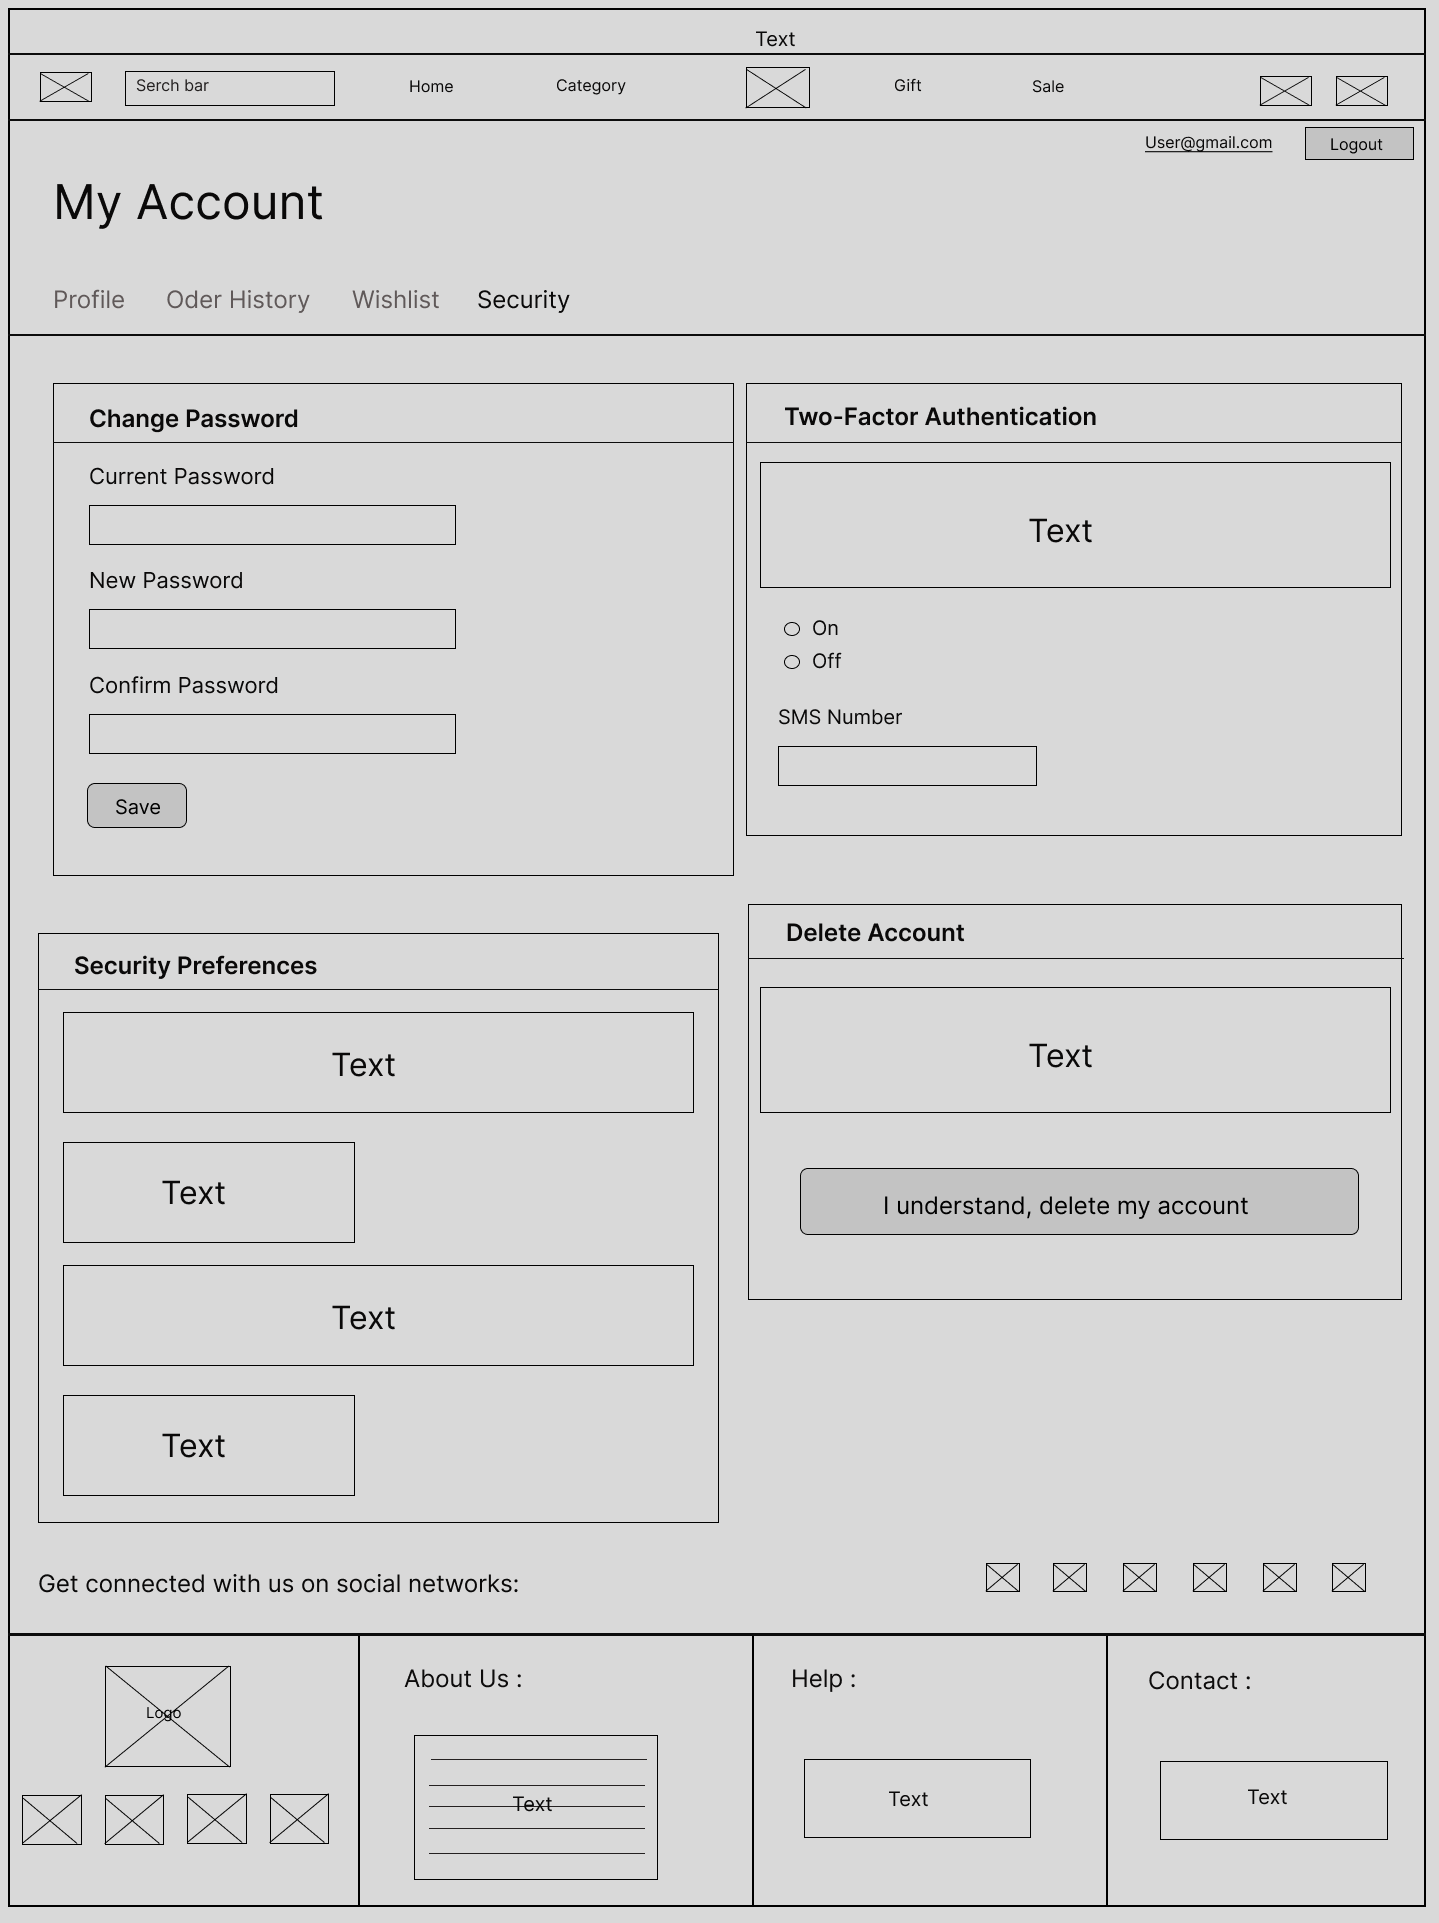 Text
Serch bar
Home
Category
Gift
Sale
User@gmail.com
Logout
My Account
Profile
Oder History
Wishlist
Security
Change Password
Current Password
New Password
Confirm Password
Save
Two-Factor Authentication
Text
On
Off
SMS Number
Security Preferences
Text
Text
Text
Text
Delete Account
Text
I understand, delete my account
Get connected with us on social networks:
Logo
About Us :
Text
Help :
Text
Contact :
Text